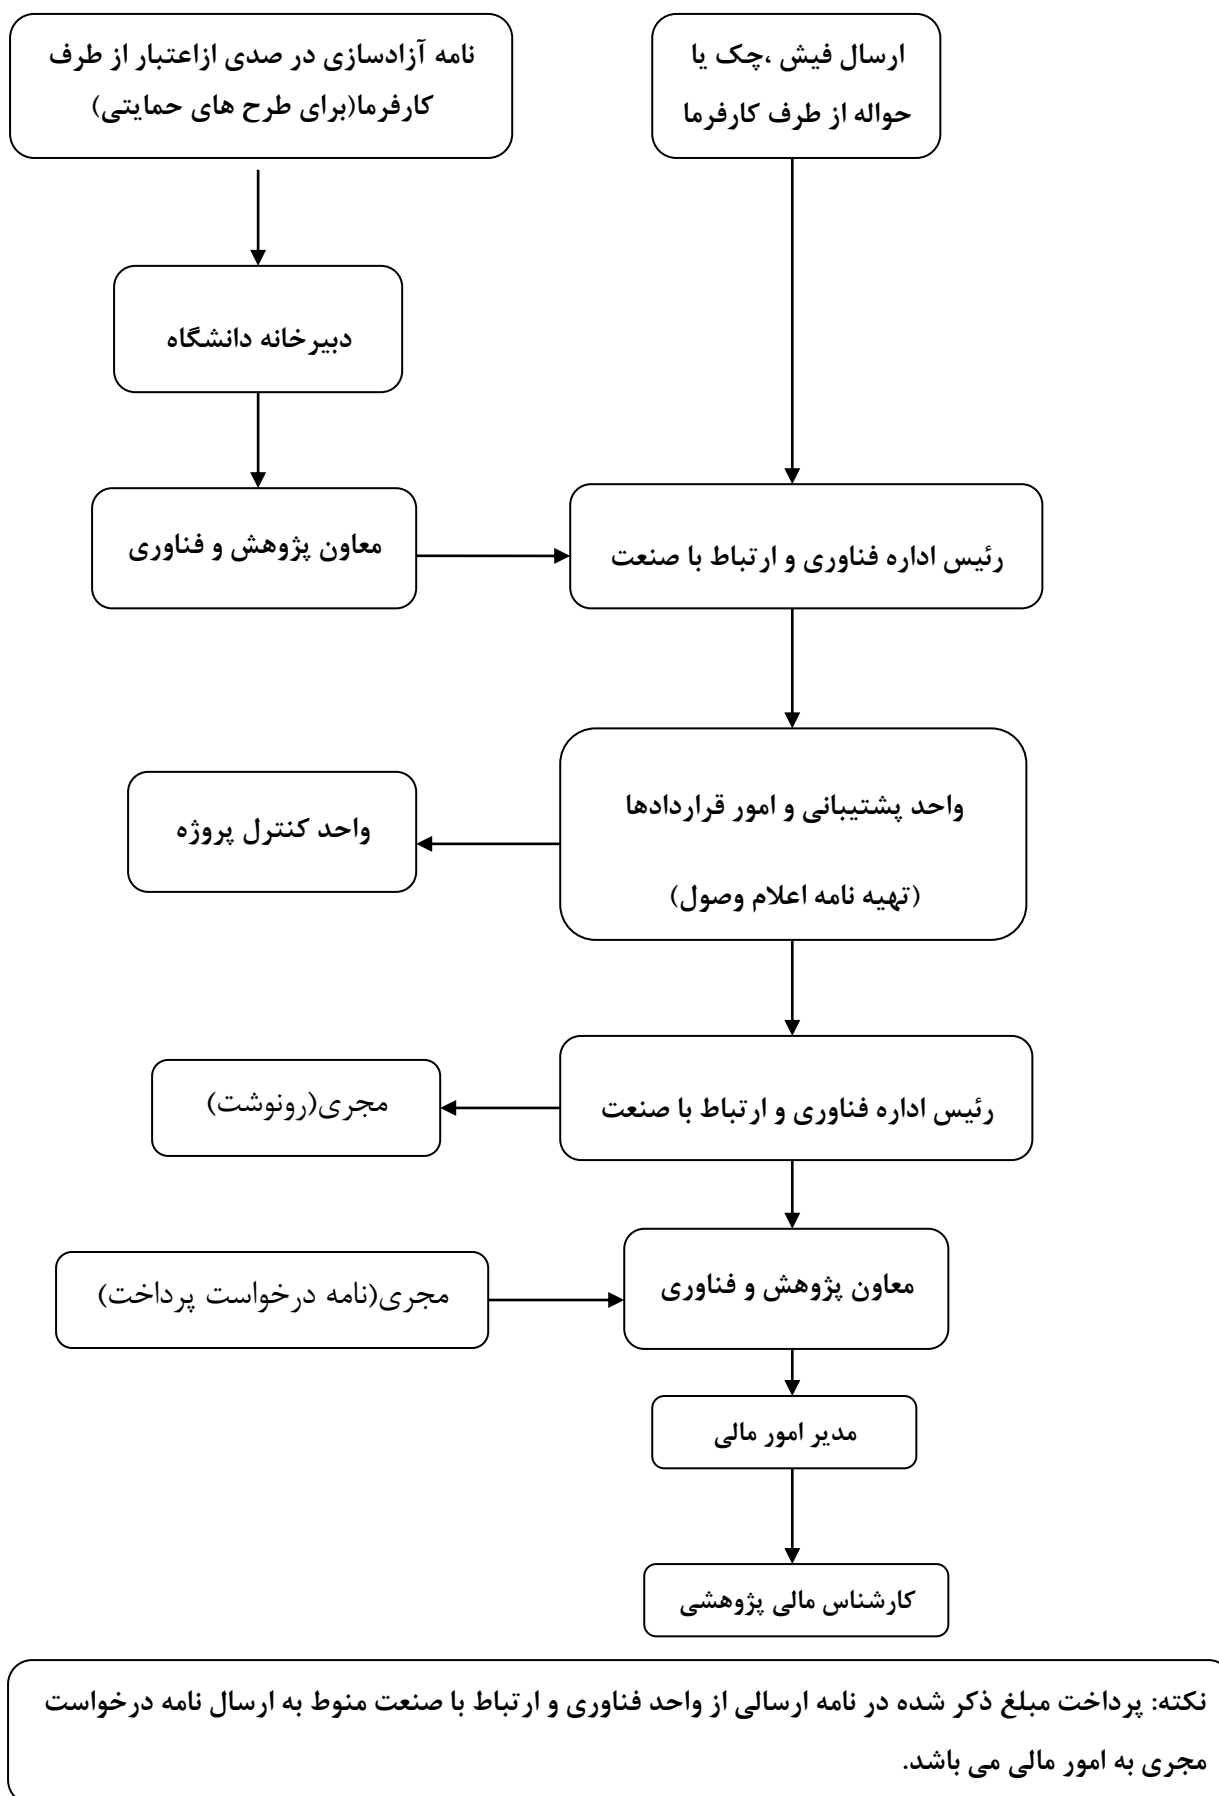 ارسال فیش ،چک یا
حواله از طرف کارفرما
نامه آزادسازی در صدی ازاعتبار از طرف
کارفرما(برای طرح های حمایتی)
دبیرخانه دانشگاه
معاون پژوهش و فناوری
رئیس اداره فناوری و ارتباط با صنعت
واحد پشتیبانی و امور قراردادها
(تهیه نامه اعلام وصول)
واحد کنترل پروژه
رئیس اداره فناوری و ارتباط با صنعت
مجری(رونوشت)
معاون پژوهش و فناوری
مجری(نامه درخواست پرداخت)
مدیر امور مالی
کارشناس مالی پژوهشی
نکته: پرداخت مبلغ ذکر شده در نامه ارسالی از واحد فناوری و ارتباط با صنعت منوط به ارسال نامه درخواست
مجری به امور مالی می باشد.